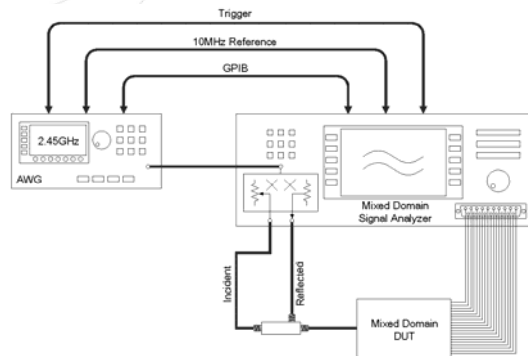 Trigger
10MHz Reference
GPIB
2.45GHz
AWG
Mixed Domain
Signal Analyzer
Incident
Reflected
Mixed Domain
DUT